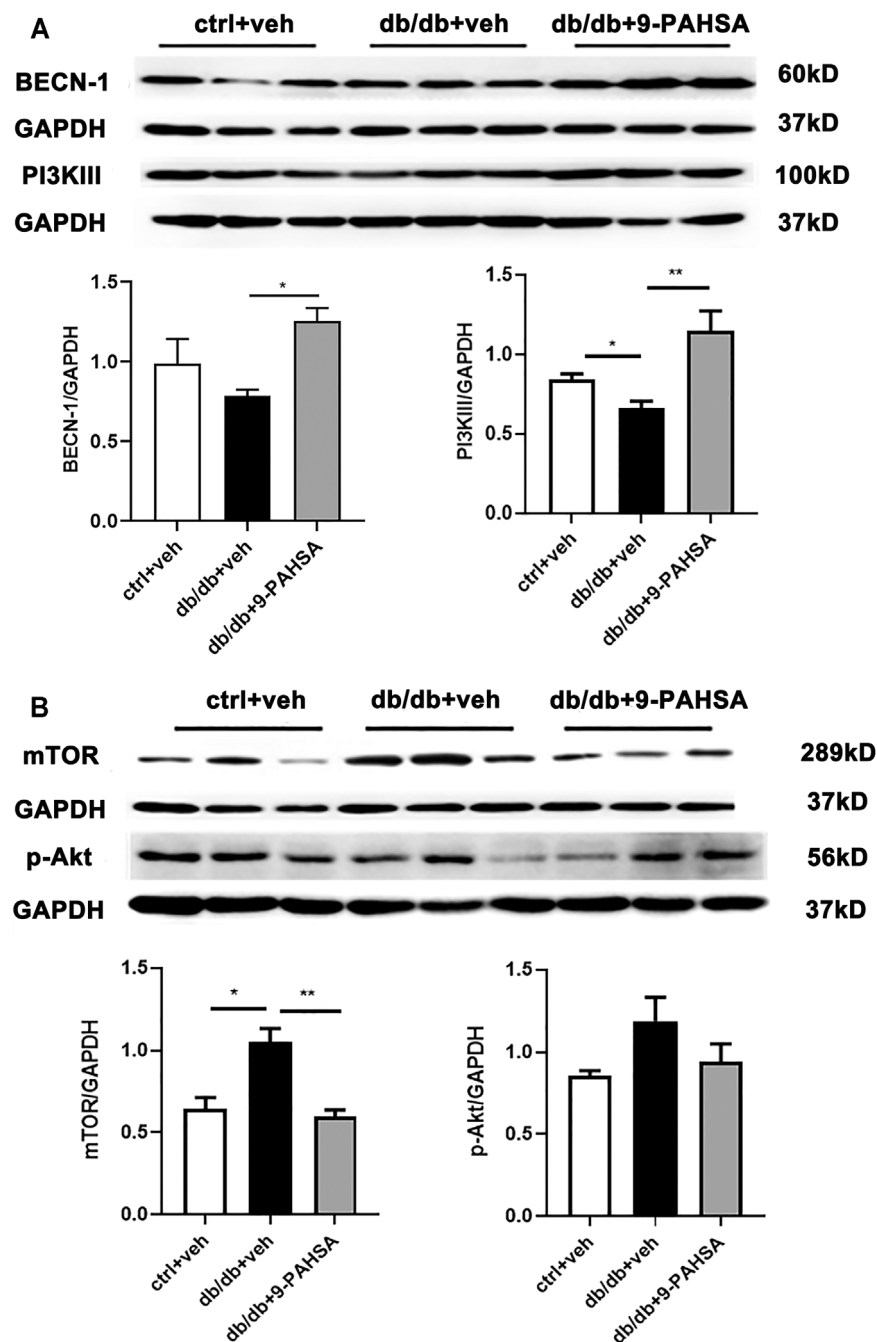 A
ctrl+veh db/db+veh db/db+9-PAHSA
BECN-1 60kD
GAPDH 37kD
PI3KIII 100kD
GAPDH 37kD
BECN-1/GAPDH
1.5
1.0
0.5
0.0
*
ctrl+veh
db/db+veh
db/db+9-PAHSA
PI3KIII/GAPDH
1.5
1.0
0.5
0.0
*
**
ctrl+veh
db/db+veh
db/db+9-PAHSA
B
ctrl+veh db/db+veh db/db+9-PAHSA
mTOR 289kD
GAPDH 37kD
p-Akt 56kD
GAPDH 37kD
mTOR/GAPDH
1.5
1.0
0.5
0.0
*
**
ctrl+veh
db/db+veh
db/db+9-PAHSA
p-Akt/GAPDH
1.5
1.0
0.5
0.0
ctrl+veh
db/db+veh
db/db+9-PAHSA